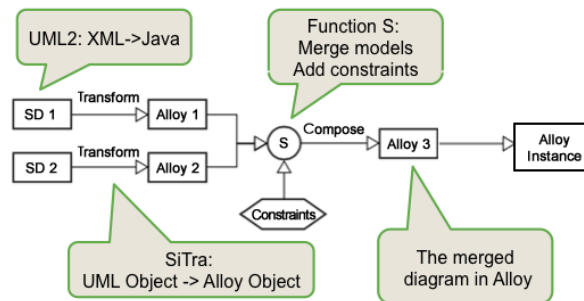 UML2: XML->Java
Function S:
Merge models
Add constraints
SD 1
Transform
Alloy 1
S
Compose
Alloy 3
Alloy
Instance
SD 2
Transform
Alloy 2
Constraints
SiTra:
UML Object -> Alloy Object
The merged
diagram in Alloy